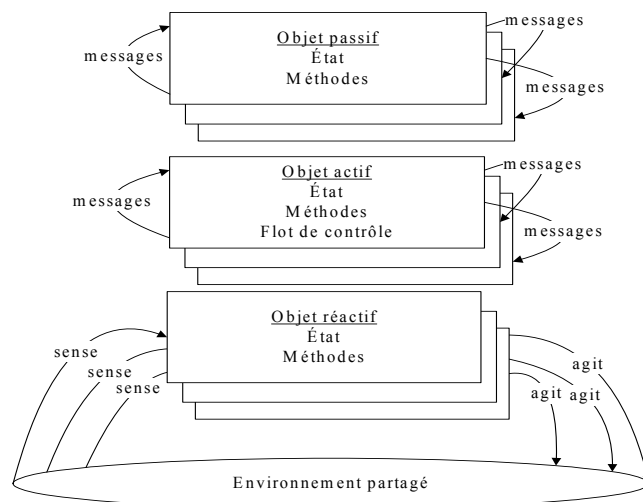 messages
Objet passif
État
Méthodes
messages
messages
messages
Objet actif
État
Méthodes
Flot de contrôle
messages
messages
Objet réactif
État
Méthodes
sense
sense
sense
agit
agit
agit
Environnement partagé